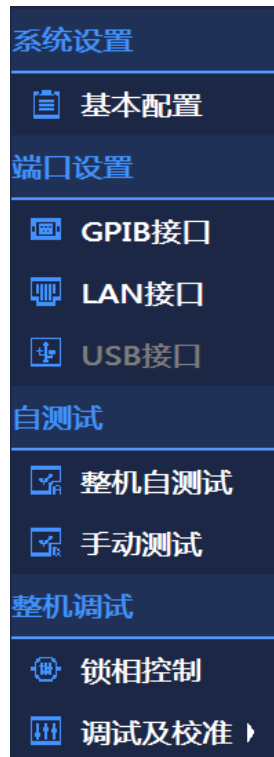 系统设置
基本配置
端口设置
GPIB接口
LAN接口
USB接口
自测试
整机自测试
手动测试
整机调试
锁相控制
调试及校准